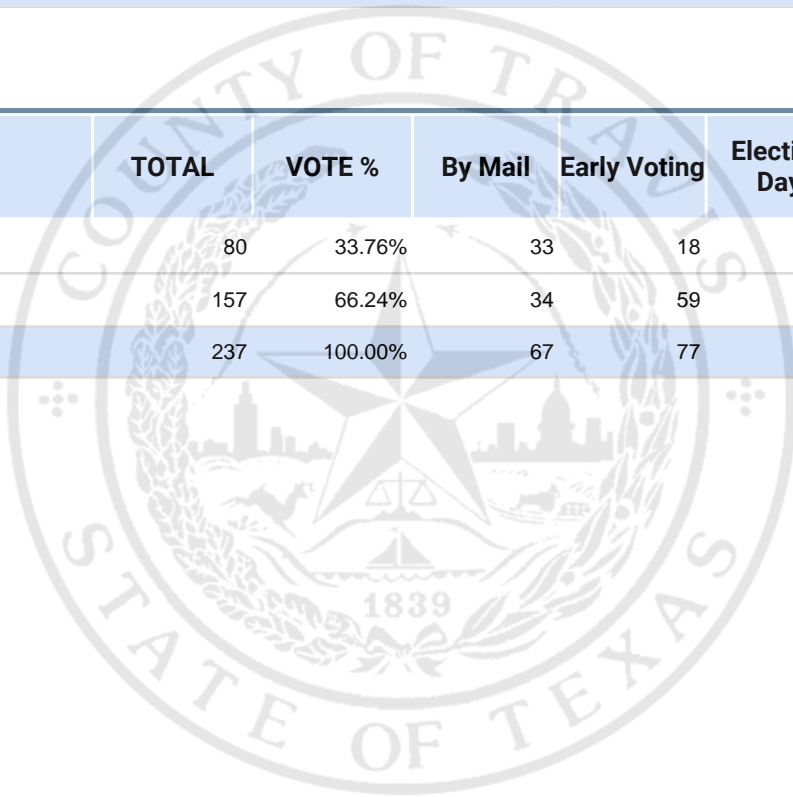 TOTAL VOTE % By Mail Early Voting
80 33.76% 33 18
157 66.24% 34 59
237 100.00% 67 77
COUNTY OF TRAVIS
1839
STATE OF TEXAS